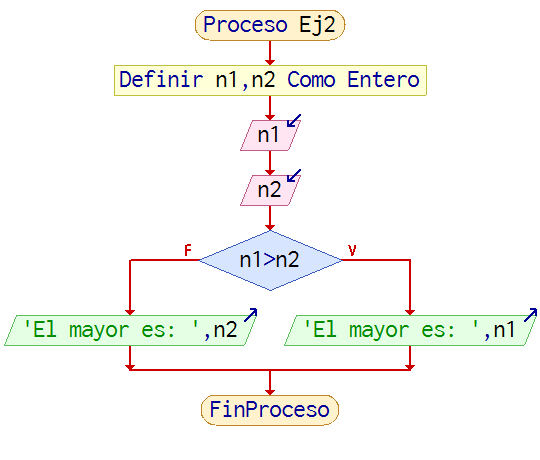 Proceso Ej2
Definir n1,n2 Como Entero
n1
n2
n1>n2
F
V
'El mayor es: ',n2
'El mayor es: ',n1
FinProceso